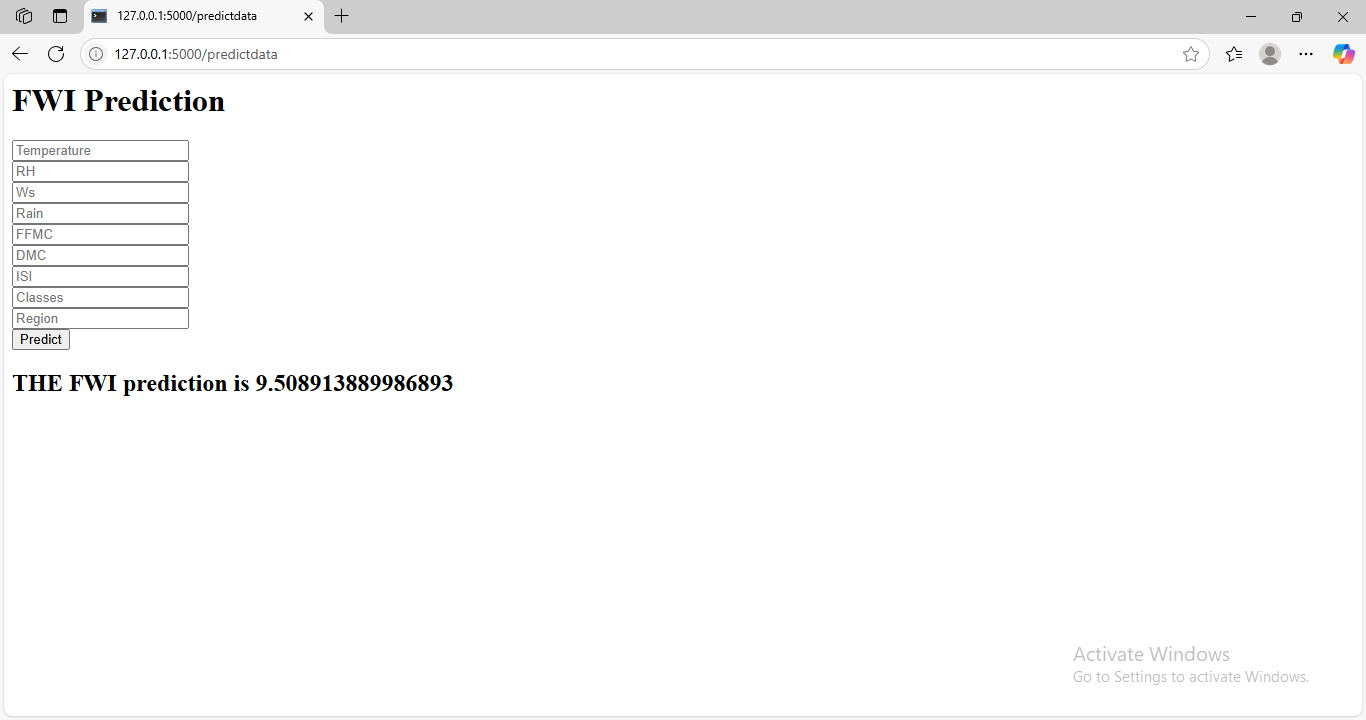 127.0.0.1:5000/predictdata
127.0.0.1:5000/predictdata
FWI Prediction
Temperature
RH
Ws
Rain
FFMC
DMC
ISI
Classes
Region
Predict
THE FWI prediction is 9.508913889986893
Activate Windows
Go to Settings to activate Windows.